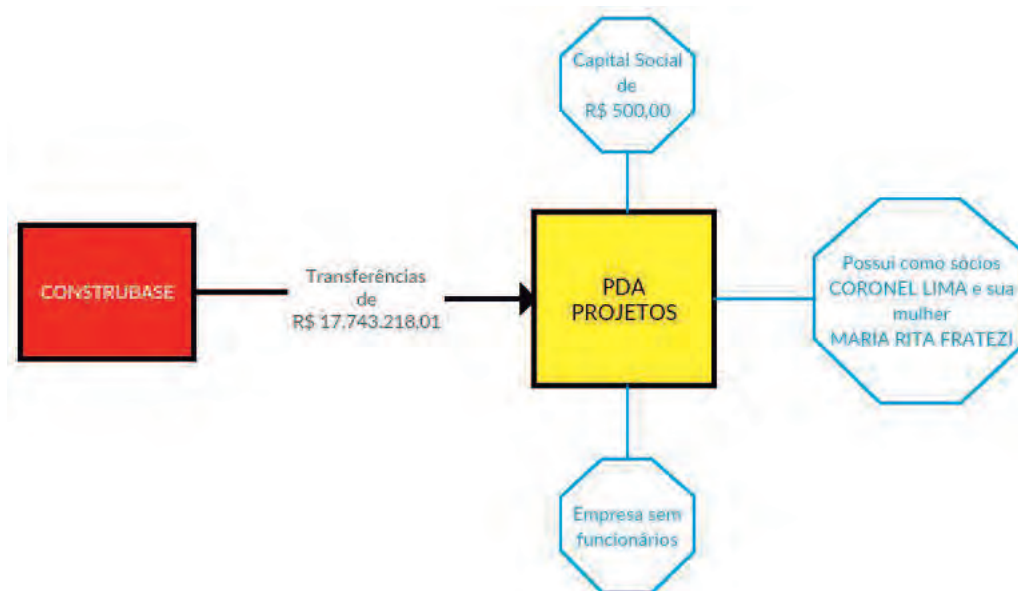 Capital Social
de
R$ 500,00
CONSTRUBASE
Transferências
de
R$ 17.743.218,01
PDA
PROJETOS
Possui como sócios
CORONEL LIMA e sua
mulher
MARIA RITA FRATEZI
Empresa sem
funcionários